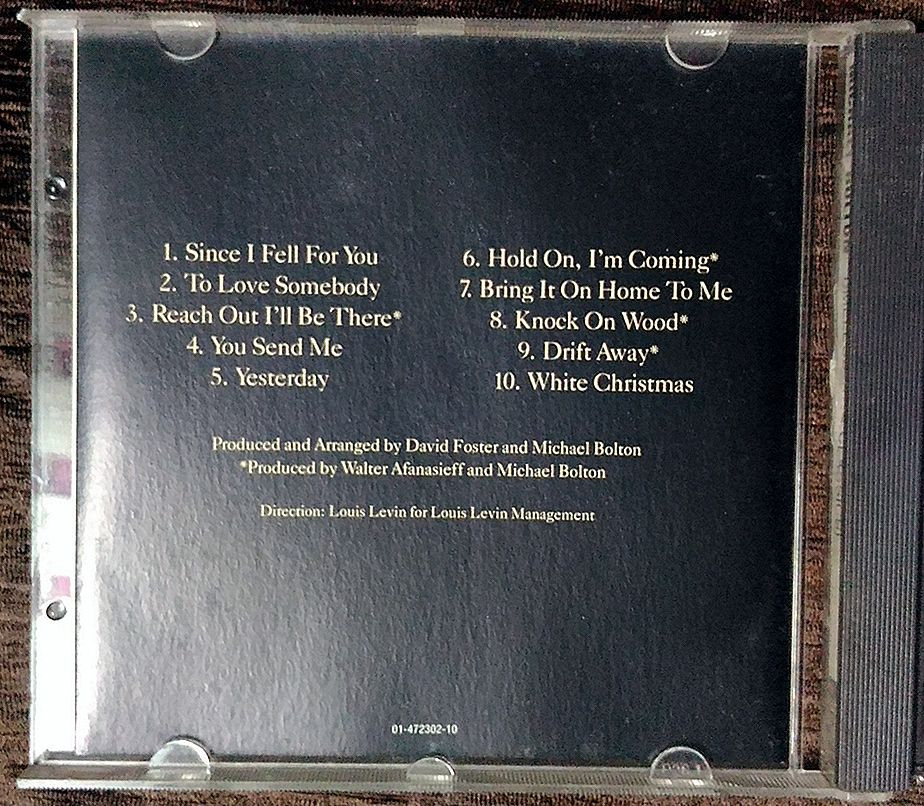 1. Since I Fell For You
2. To Love Somebody
3. Reach Out I'll Be There*
4. You Send Me
5. Yesterday
6. Hold On, I'm Coming*
7. Bring It On Home To Me
8. Knock On Wood*
9. Drift Away*
10. White Christmas
Produced and Arranged by David Foster and Michael Bolton
*Produced by Walter Afanasieff and Michael Bolton
Direction: Louis Levin for Louis Levin Management
01-472302-10